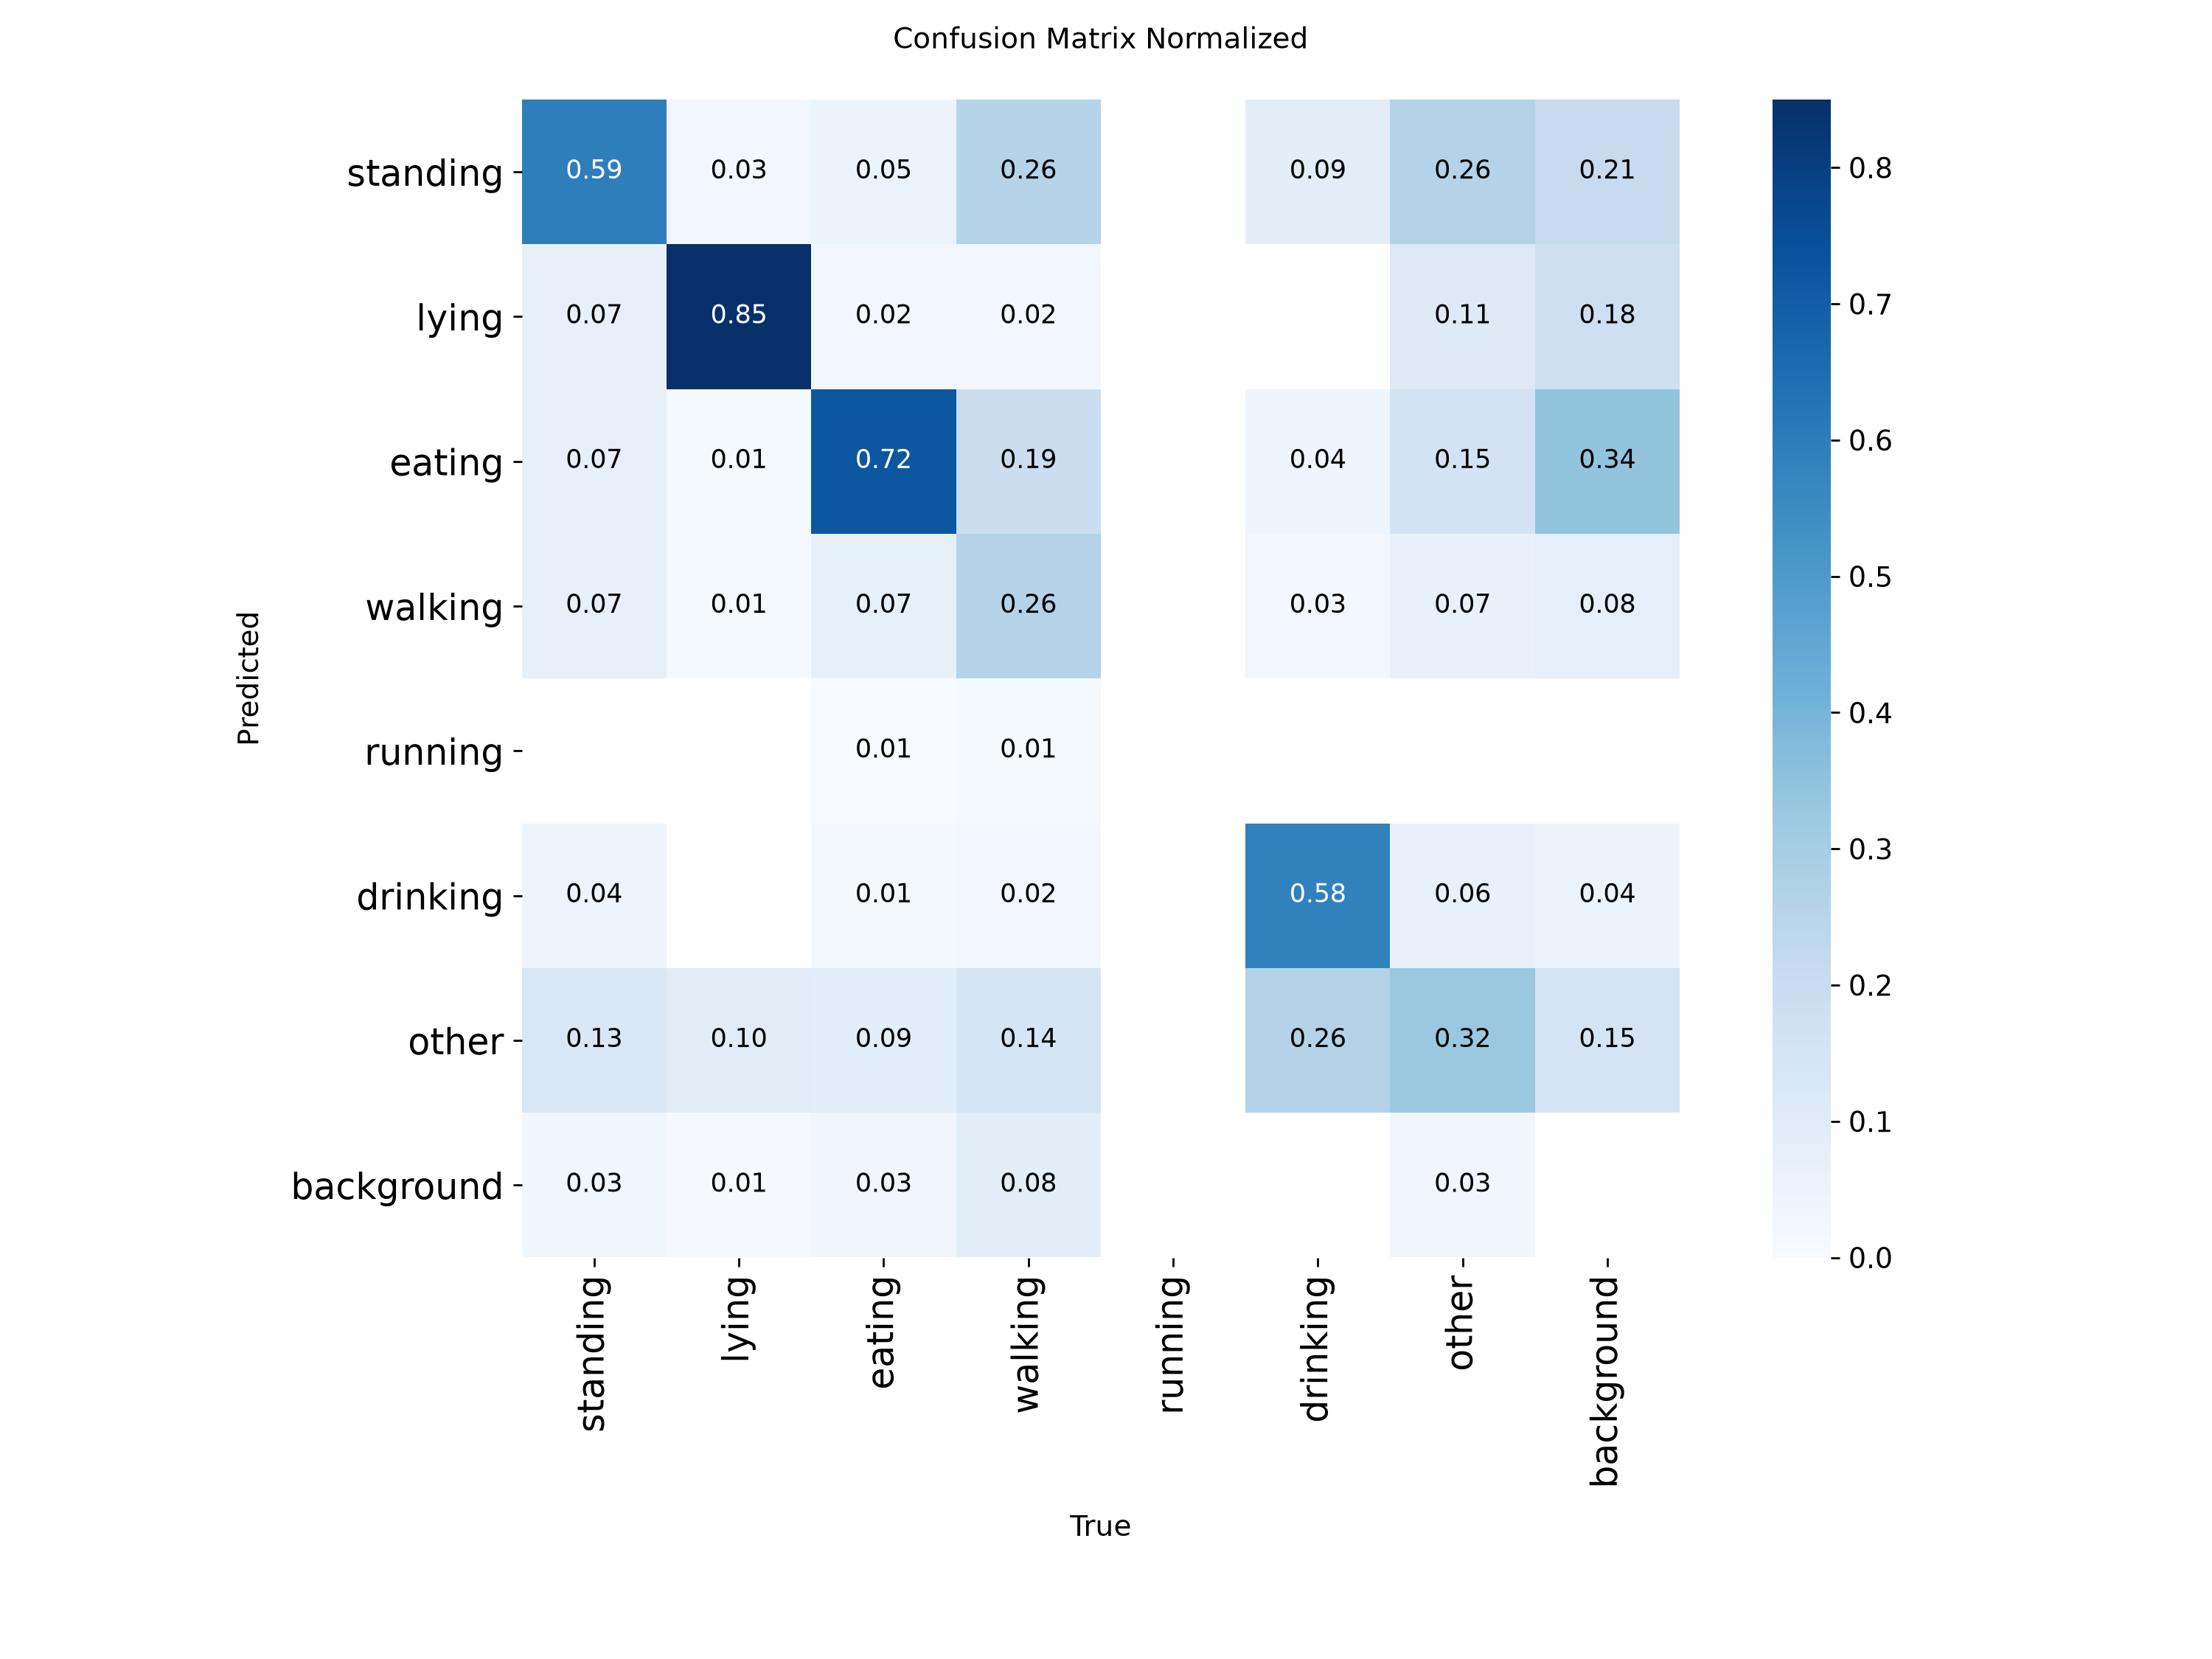 Confusion Matrix Normalized
standing 0.59 0.03 0.05 0.26 0.09 0.26 0.21
lying 0.07 0.85 0.02 0.02 0.11 0.18
eating 0.07 0.01 0.72 0.19 0.04 0.15 0.34
walking 0.07 0.01 0.07 0.26 0.03 0.07 0.08
running 0.01 0.01
drinking 0.04 0.01 0.02 0.58 0.06 0.04
other 0.13 0.10 0.09 0.14 0.26 0.32 0.15
background 0.03 0.01 0.03 0.08 0.03
Predicted
standing lying eating walking running drinking other background
True
0.8
0.7
0.6
0.5
0.4
0.3
0.2
0.1
0.0